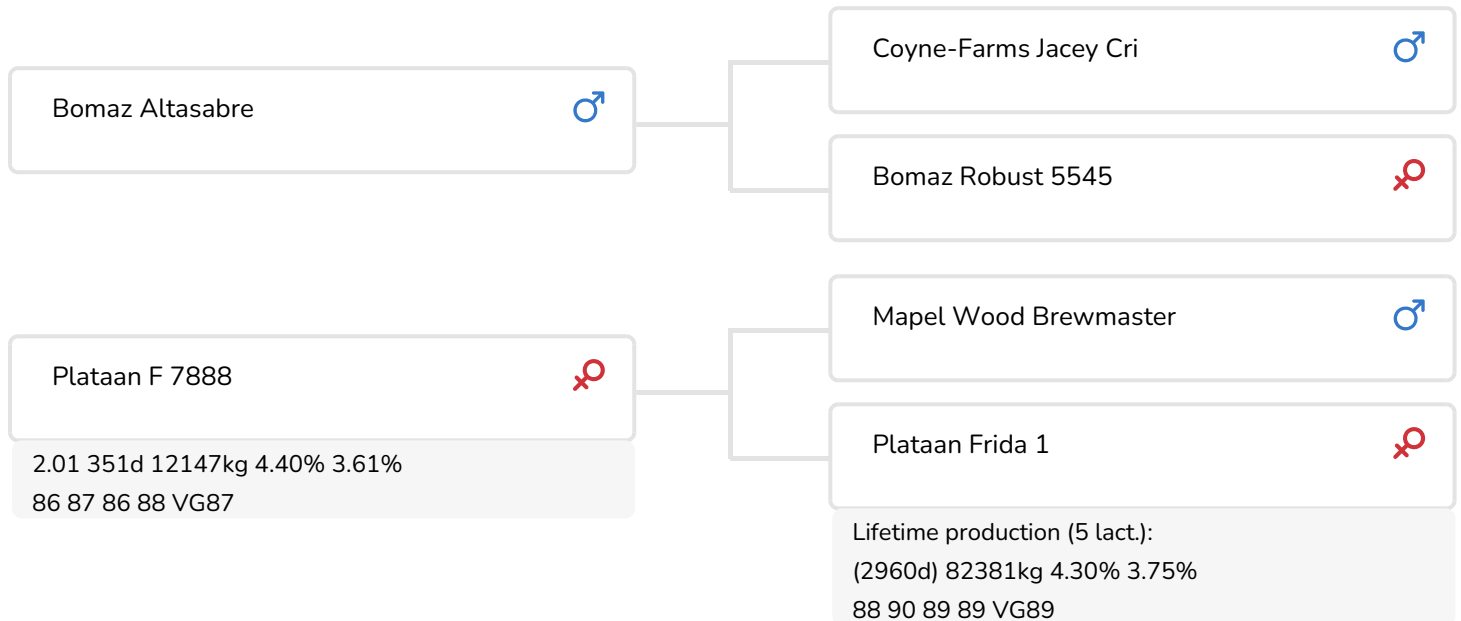 Coyne-Farms Jacey Cri
Bomaz Altasabre
Bomaz Robust 5545
Mapel Wood Brewmaster
Plataan F 7888
2.01 351d 12147kg 4.40% 3.61%
86 87 86 88 VG87
Plataan Frida 1
Lifetime production (5 lact.):
(2960d) 82381kg 4.30% 3.75%
88 90 89 89 VG89